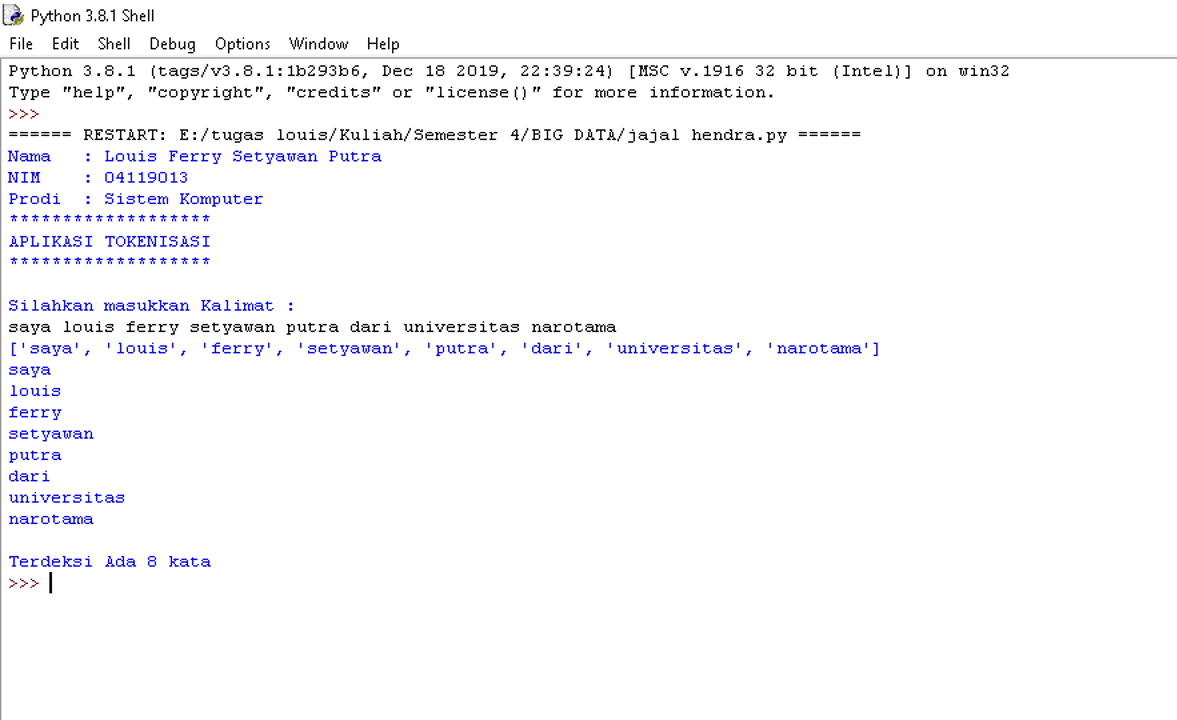 Python 3.8.1 Shell
File Edit Shell Debug Options Window Help
Python 3.8.1 (tags/v3.8.1:1b293b6, Dec 18 2019, 22:39:24) [MSC v.1916 32 bit (Intel)] on win32
Type "help", "copyright", "credits" or "license()" for more information.
>>>
====== RESTART: E:/tugas louis/Kuliah/Semester 4/BIG DATA/jajal hendra.py ======
Nama   : Louis Ferry Setyawan Putra
NIM    : 04119013
Prodi  : Sistem Komputer
*******************
APLIKASI TOKENISASI
*******************

Silahkan masukkan Kalimat :
saya louis ferry setyawan putra dari universitas narotama
['saya', 'louis', 'ferry', 'setyawan', 'putra', 'dari', 'universitas', 'narotama']
saya
louis
ferry
setyawan
putra
dari
universitas
narotama

Terdeksi Ada 8 kata
>>>